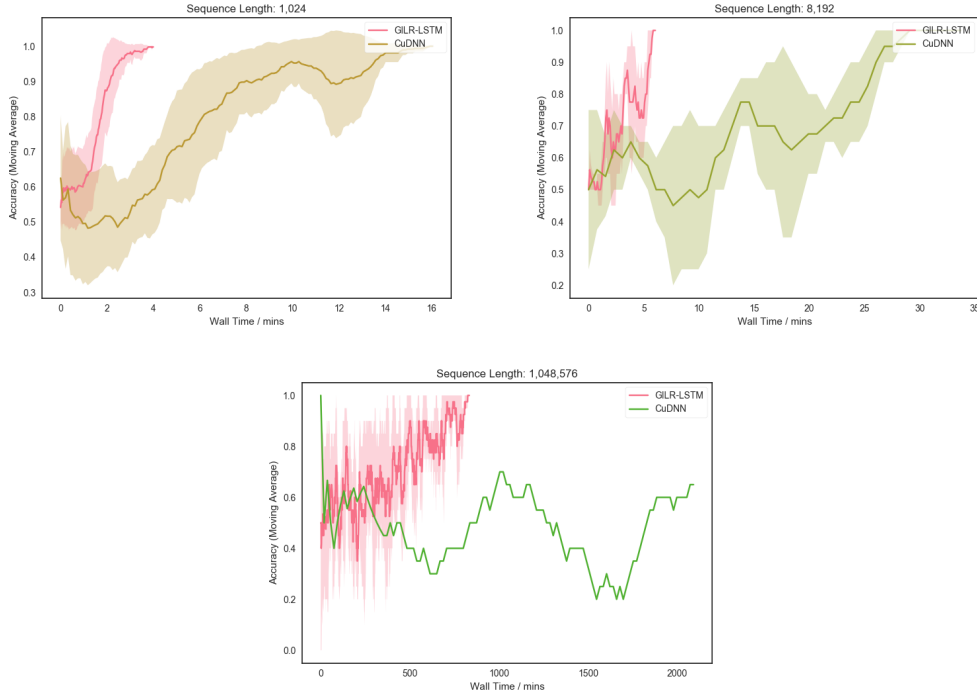 Sequence Length: 1,024
GILR-LSTM
CuDNN
1.0
0.9
0.8
0.7
0.6
0.5
0.4
0.3
Accuracy (Moving Average)
0 2 4 6 8 10 12 14 16
Wall Time / mins
Sequence Length: 8,192
GILR-LSTM
CuDNN
1.0
0.9
0.8
0.7
0.6
0.5
0.4
0.3
0.2
Accuracy (Moving Average)
0 5 10 15 20 25 30 35
Wall Time / mins
Sequence Length: 1,048,576
GILR-LSTM
CuDNN
1.0
0.8
0.6
0.4
0.2
0.0
Accuracy (Moving Average)
0 500 1000 1500 2000
Wall Time / mins